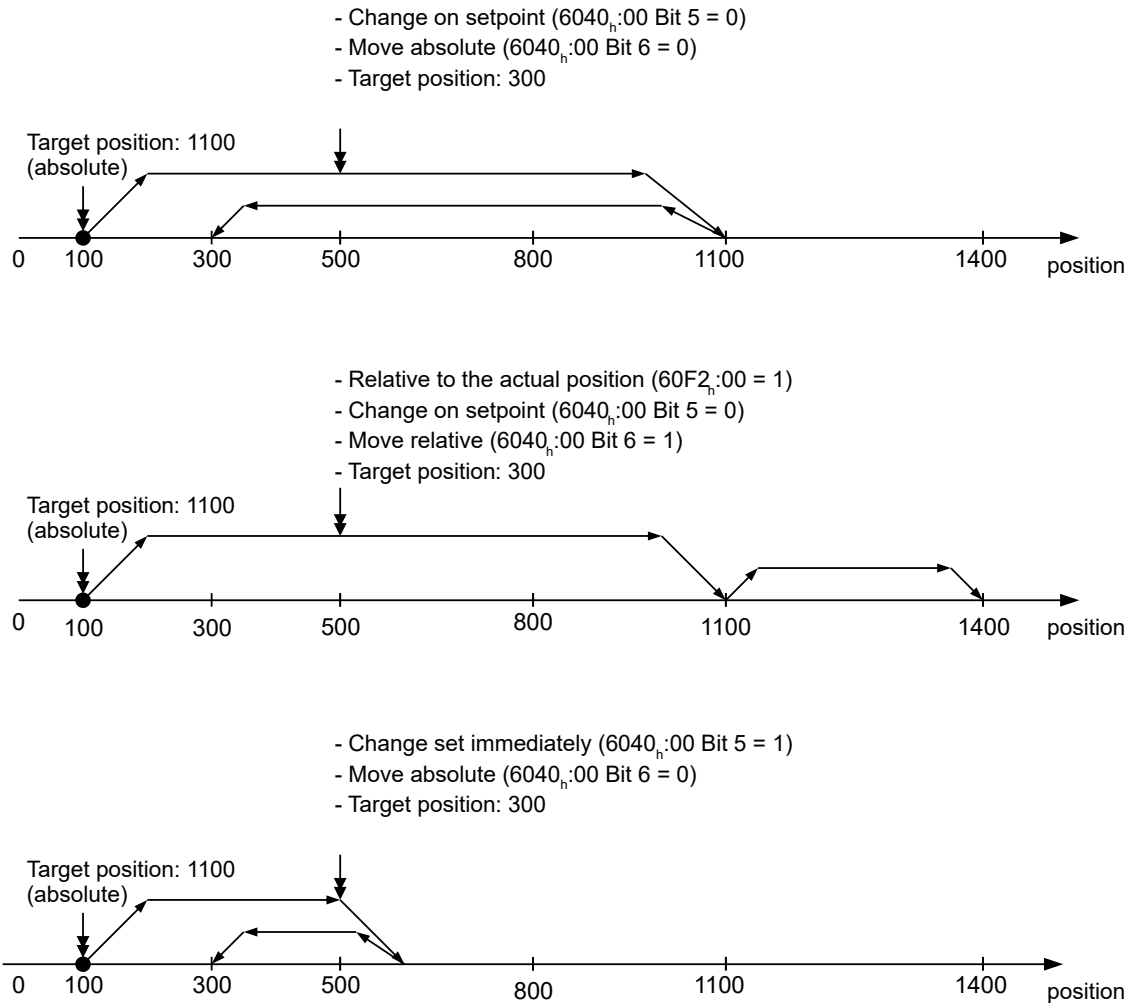 - Change on setpoint (6040h:00 Bit 5 = 0)
- Move absolute (6040h:00 Bit 6 = 0)
- Target position: 300
Target position: 1100
(absolute)
0 100 300 500 800 1100 1400 position
- Relative to the actual position (60F2h:00 = 1)
- Change on setpoint (6040h:00 Bit 5 = 0)
- Move relative (6040h:00 Bit 6 = 1)
- Target position: 300
Target position: 1100
(absolute)
0 100 300 500 800 1100 1400 position
- Change set immediately (6040h:00 Bit 5 = 1)
- Move absolute (6040h:00 Bit 6 = 0)
- Target position: 300
Target position: 1100
(absolute)
0 100 300 500 800 1100 1400 position